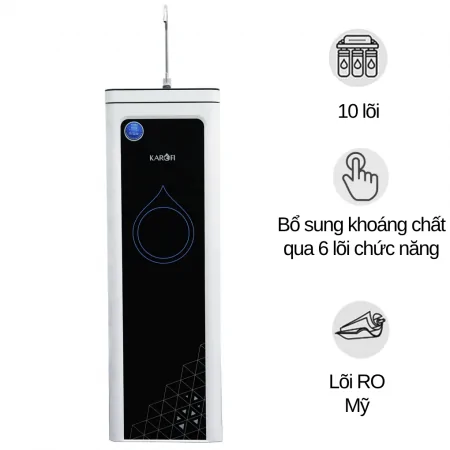 KAROFI
10 lõi
Bổ sung khoáng chất
qua 6 lõi chức năng
Lõi RO
Mỹ